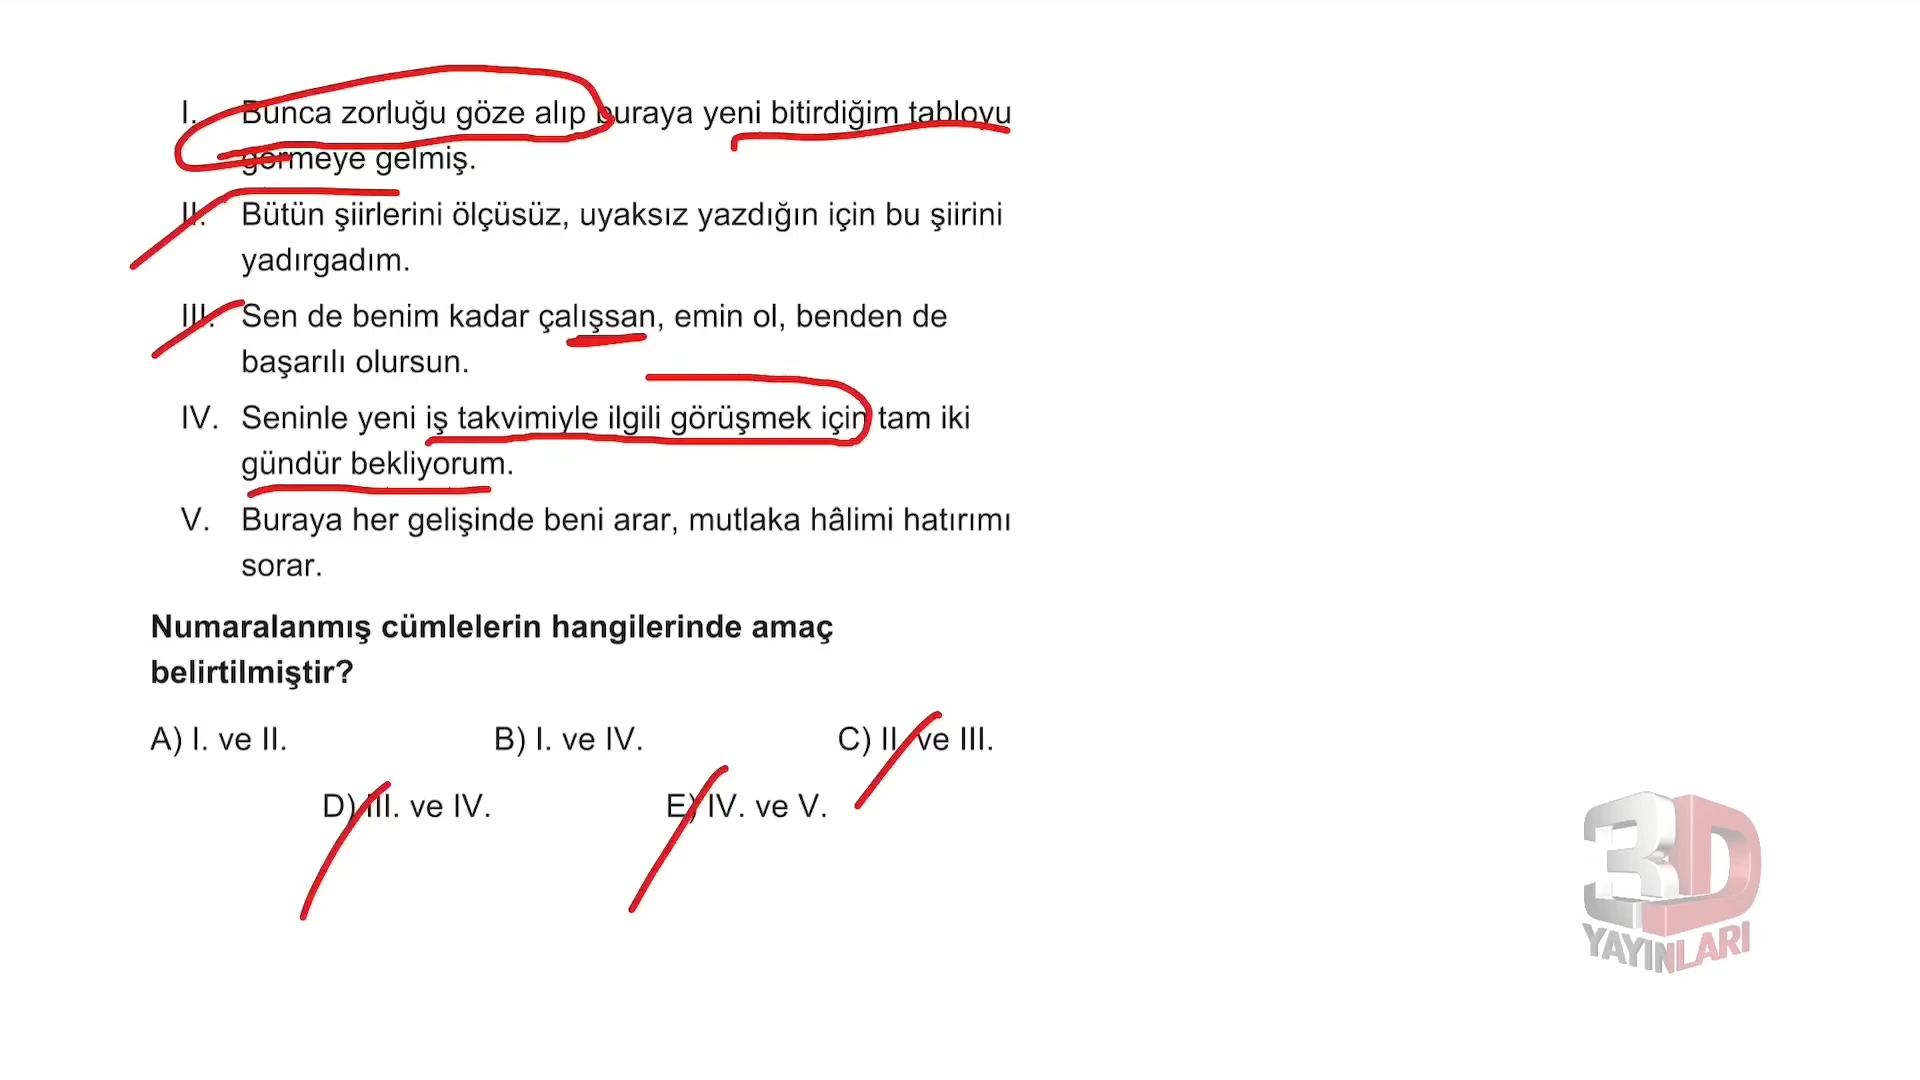 I. Bunca zorluğu göze alıp buraya yeni bitirdiğim tabloyu
görmeye gelmiş.
II. Bütün şiirlerini ölçüsüz, uyaksız yazdığın için bu şiirini
yadırgadım.
III. Sen de benim kadar çalışsan, emin ol, benden de
başarılı olursun.
IV. Seninle yeni iş takvimiyle ilgili görüşmek için tam iki
gündür bekliyorum.
V. Buraya her gelişinde beni arar, mutlaka hâlimi hatırımı
sorar.
Numaralanmış cümlelerin hangilerinde amaç
belirtilmiştir?
A) I. ve II. B) I. ve IV. C) II. ve III.
D) III. ve IV. E) IV. ve V.
3D
YAYINLARI